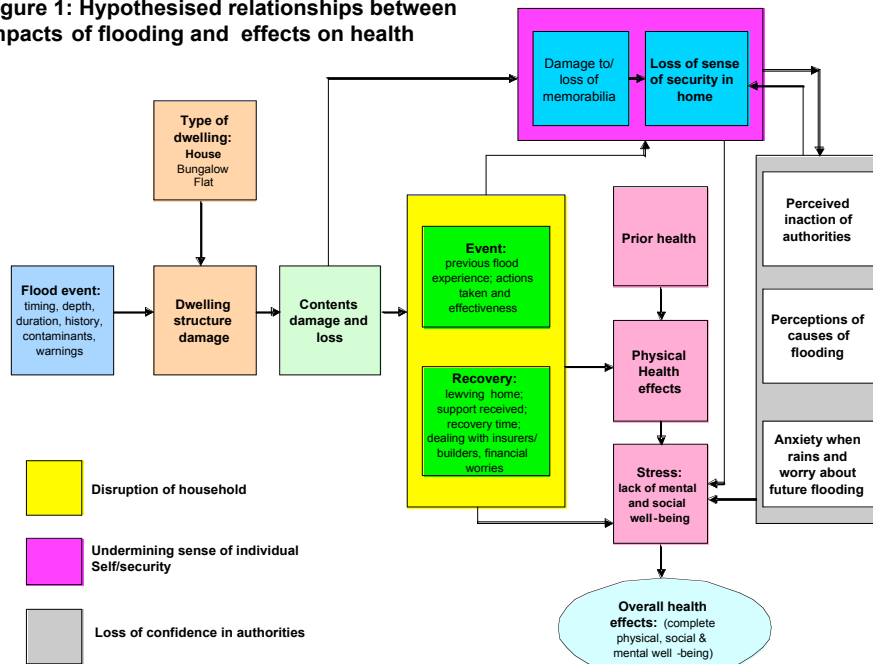 igure 1: Hypothesised relationships between
mpacts of flooding and effects on health
Damage to/
loss of
memorabilia
Loss of sense
of security in
home
Type of
dwelling:
House
Bungalow
Flat
Perceived
inaction of
authorities
Prior health
Event:
previous flood
experience; actions
taken and
effectiveness
Flood event:
timing, depth,
duration, history,
contaminants,
warnings
Dwelling
structure
damage
Contents
damage and
loss
Perceptions of
causes of
flooding
Physical
Health
effects
Recovery:
lewving home;
support received;
recovery time;
dealing with insurers/
builders, financial
worries
Anxiety when
rains and
worry about
future flooding
Stress:
lack of mental
and social
well-being
Disruption of household
Undermining sense of individual
Self/security
Loss of confidence in authorities
Overall health
effects: (complete
physical, social &
mental well -being)